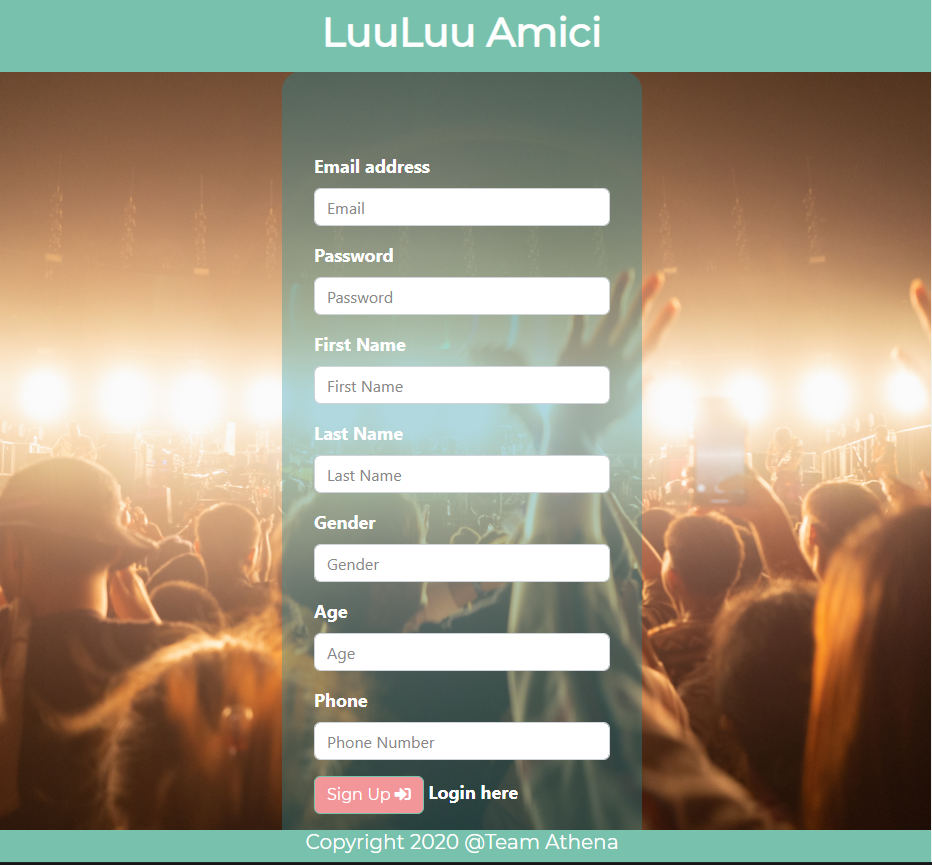 LuuLuu Amici
Email address
Email
Password
Password
First Name
First Name
Last Name
Last Name
Gender
Gender
Age
Age
Phone
Phone Number
Sign Up Login here
Copyright 2020 @Team Athena